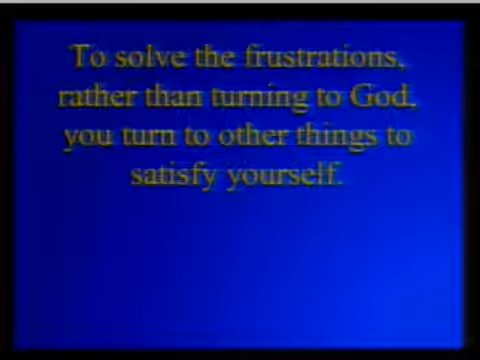 To solve the frustrations,
rather than turning to God,
you turn to other things to
satisfy yourself.